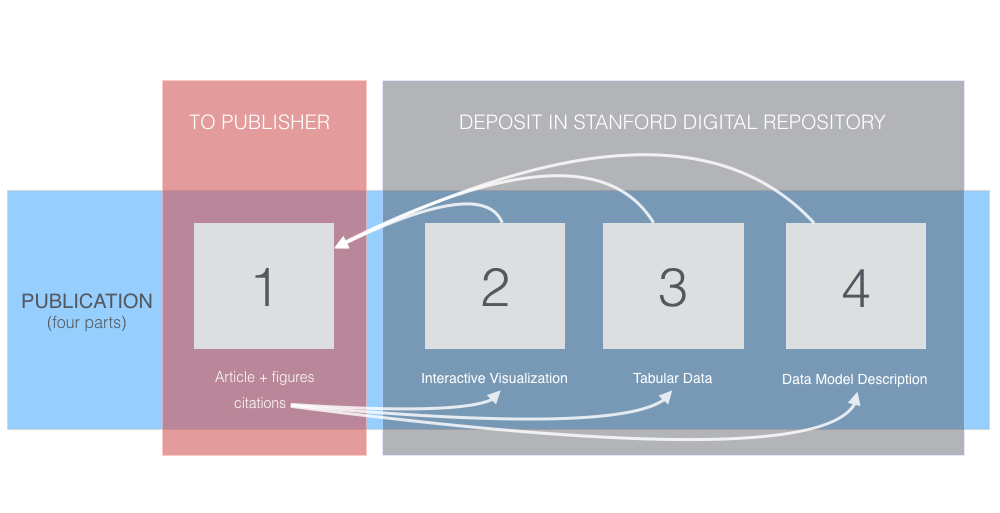 TO PUBLISHER
DEPOSIT IN STANFORD DIGITAL REPOSITORY
PUBLICATION
(four parts)
1
2
3
4
Article + figures
citations
Interactive Visualization
Tabular Data
Data Model Description